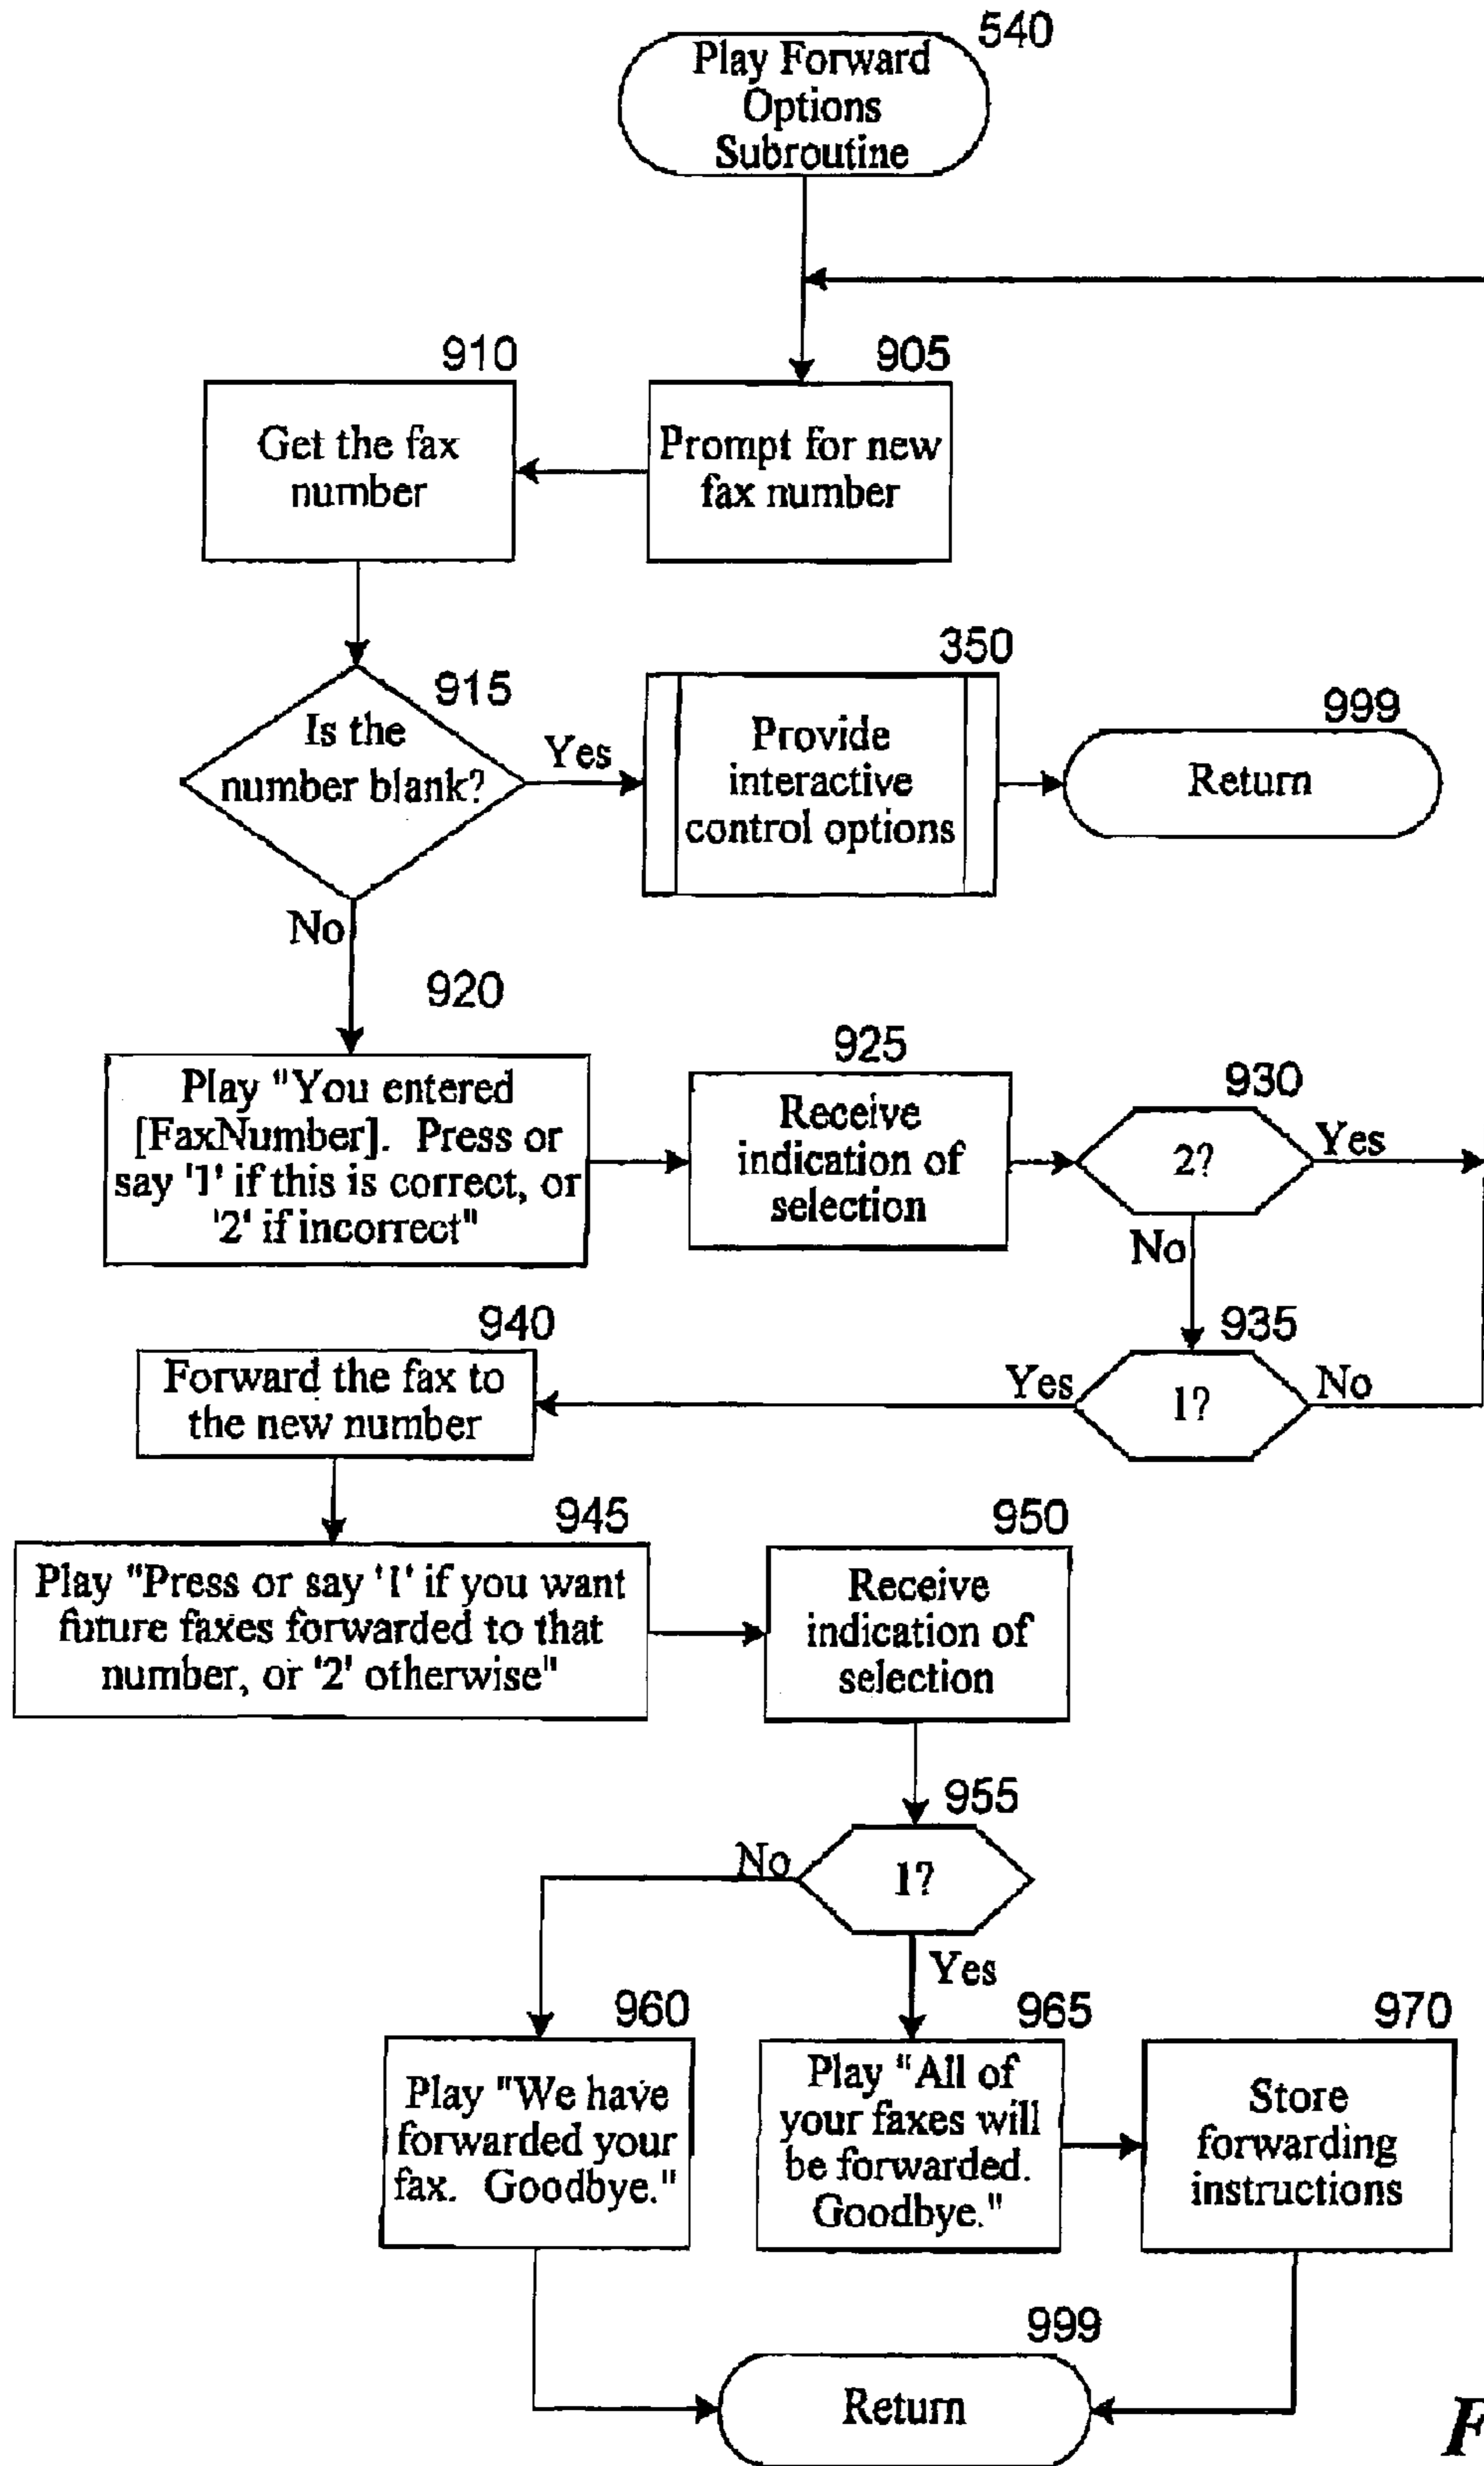 540
Play Forward
Options
Subroutine
910
905
Get the fax
number
Prompt for new
fax number
915
Is the
number blank?
Yes
350
Provide
interactive
control options
999
Return
No
920
Play "You entered
[FaxNumber]. Press or
say '1' if this is correct, or
'2' if incorrect"
925
Receive
indication of
selection
930
2?
Yes
No
935
1?
Yes
No
940
Forward the fax to
the new number
945
Play "Press or say '1' if you want
future faxes forwarded to that
number, or '2' otherwise"
950
Receive
indication of
selection
955
1?
No
Yes
960
Play "We have
forwarded your
fax. Goodbye."
965
Play "All of
your faxes will
be forwarded.
Goodbye."
970
Store
forwarding
instructions
999
Return
F